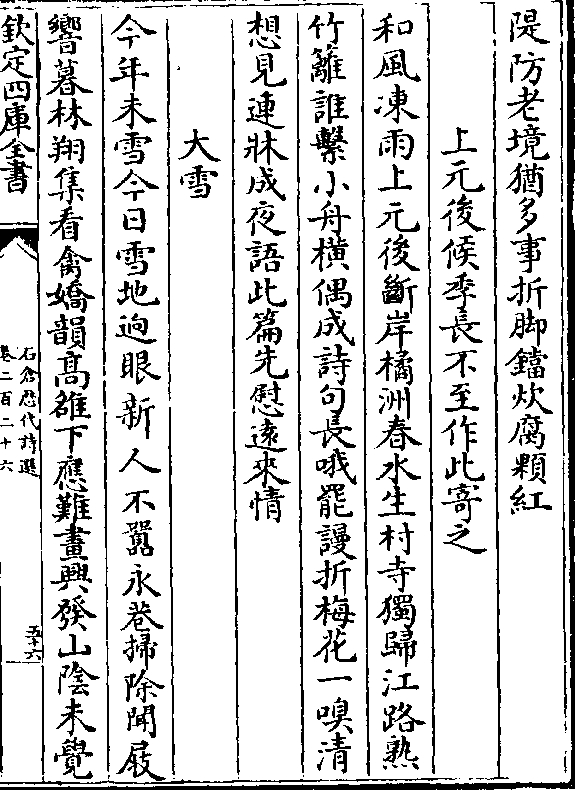 隄防老境猶多事折脚鐺炊腐顆紅
上元後候季長不至作此寄之
和風凍雨上元後斷岸橘洲春水生村寺獨歸江路熟
竹籬誰繫小舟橫偶成詩句長哦罷謾折梅花一嗅清
想見連牀成夜語此篇先慰遠來情
大雪
今年未雪今日雪地逈眼新人不囂永巷掃除聞屐
響暮林翔集看禽嬌韻髙雒下應難畫興發山陰未覺
欽定四庫全書
石倉歷代詩選
卷二百二十六
五十六